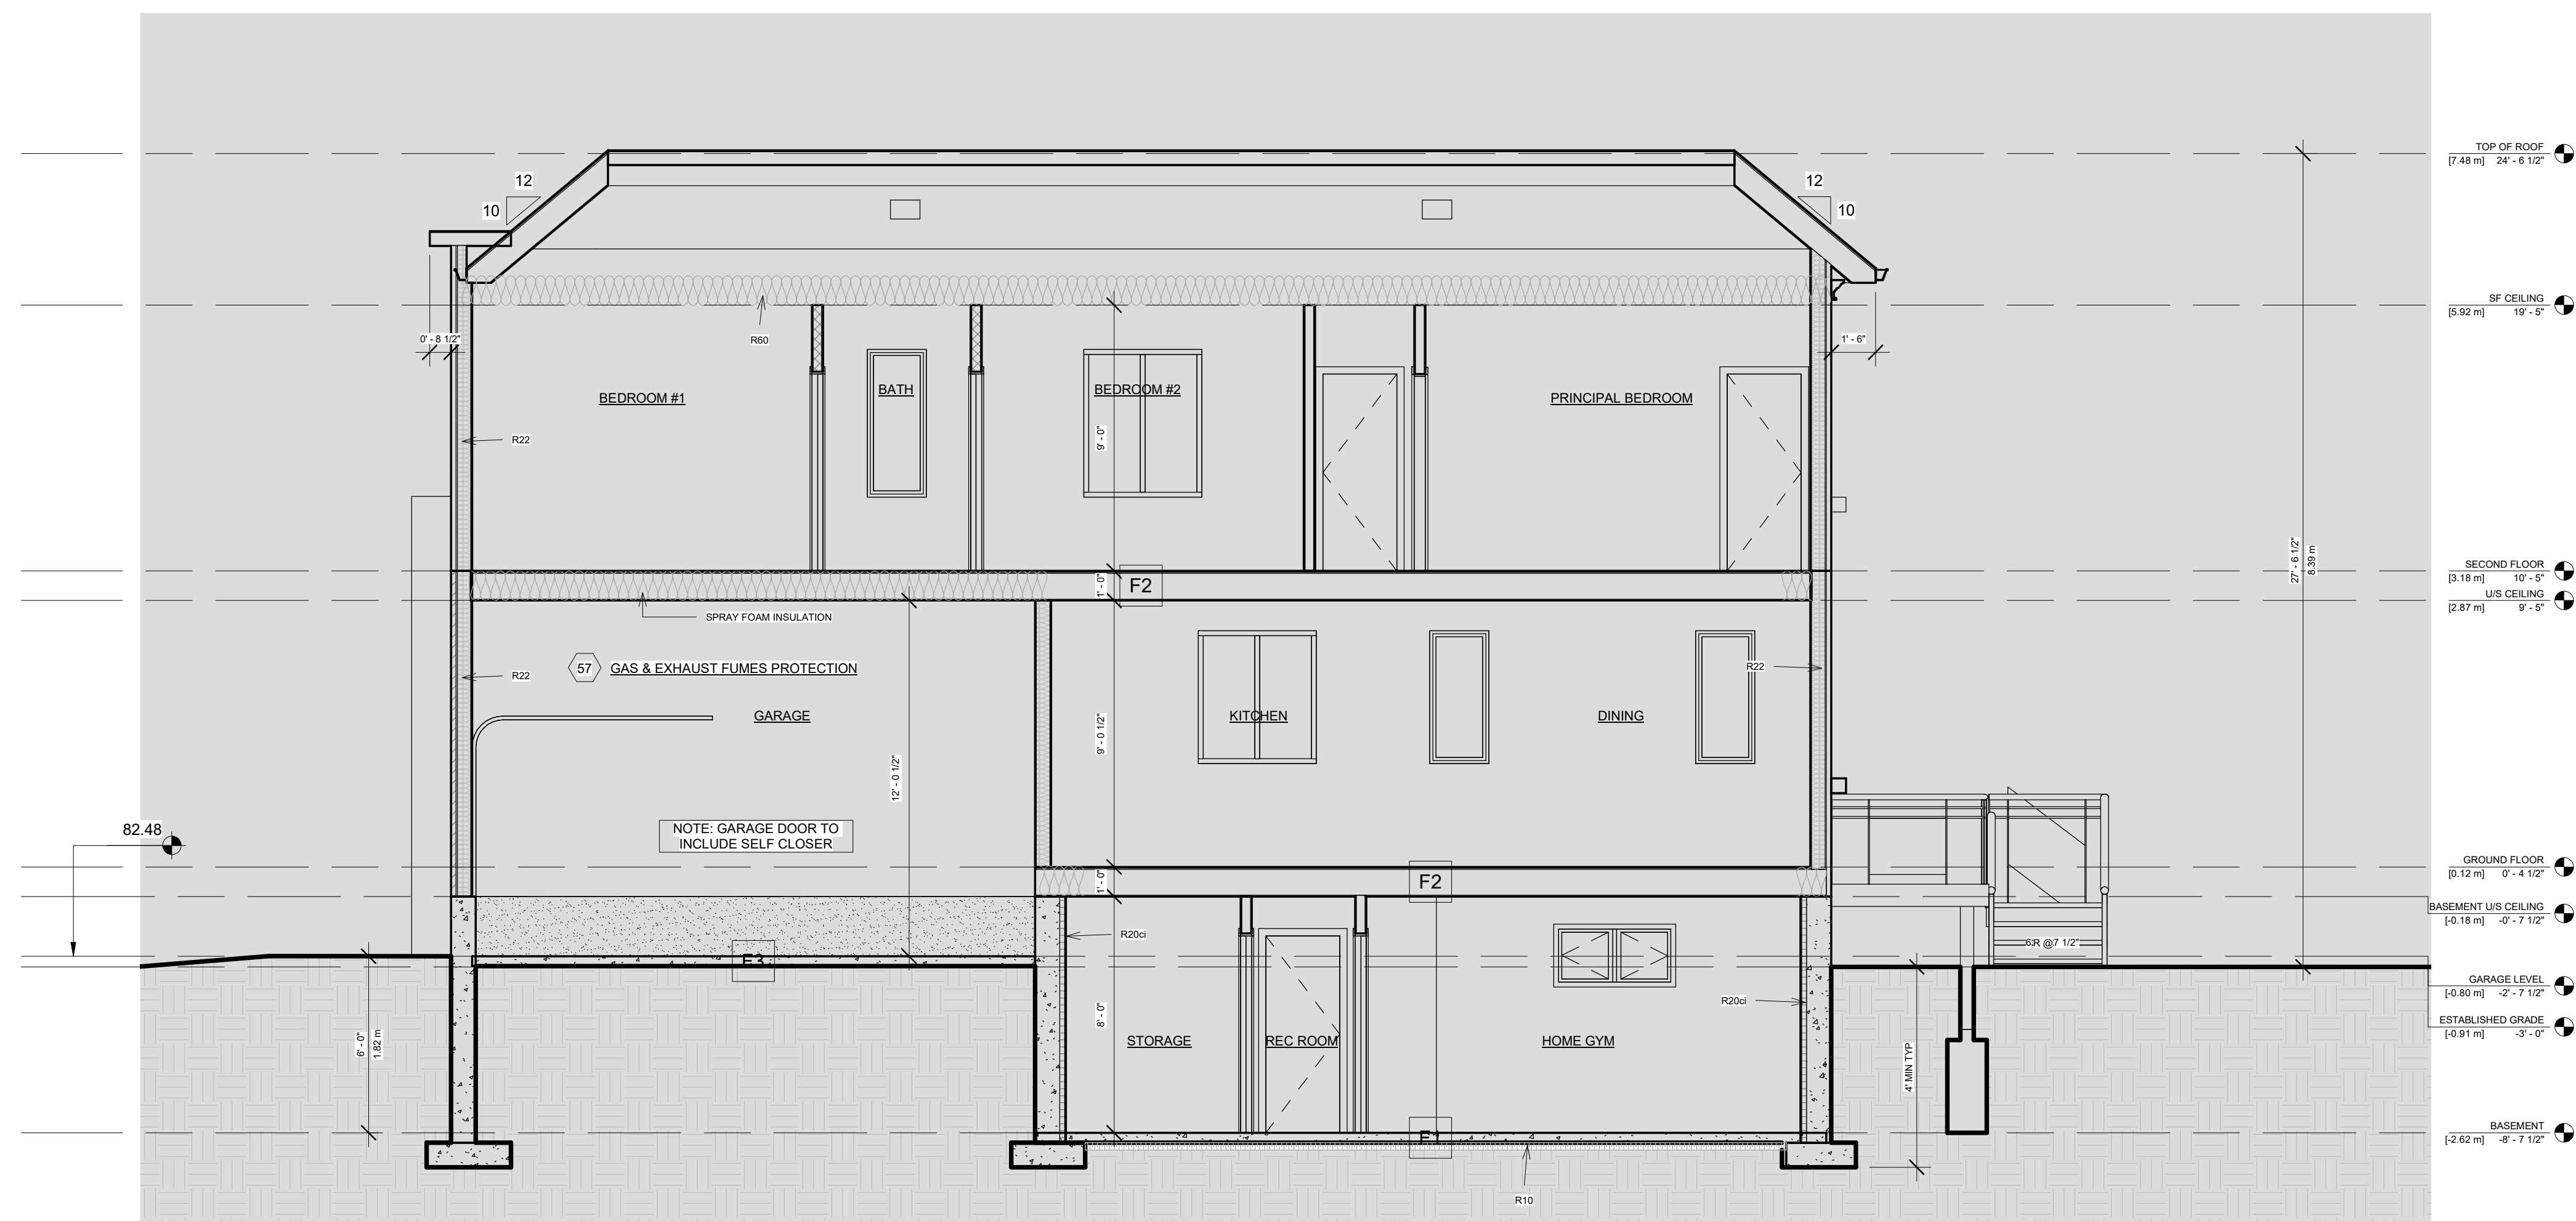 TOP OF ROOF
[7.48 m] 24' - 6 1/2"
12
10
12
10
SF CEILING
[5.92 m] 19' - 5"
0' - 8 1/2"
R60
1' - 6"
BEDROOM #1
BATH
BEDROOM #2
PRINCIPAL BEDROOM
R22
9' - 0"
27' - 6 1/2"
8.39 m
SECOND FLOOR
[3.18 m] 10' - 5"
1' - 0"
F2
U/S CEILING
[2.87 m] 9' - 5"
SPRAY FOAM INSULATION
57
GAS & EXHAUST FUMES PROTECTION
R22
R22
GARAGE
KITCHEN
DINING
9' - 0 1/2"
12' - 0 1/2"
82.48
NOTE: GARAGE DOOR TO
INCLUDE SELF CLOSER
GROUND FLOOR
[0.12 m] 0' - 4 1/2"
1' - 0"
F2
BASEMENT U/S CEILING
[-0.18 m] -0' - 7 1/2"
R20ci
F3
GARAGE LEVEL
[-0.80 m] -2' - 7 1/2"
R20ci
8' - 0"
ESTABLISHED GRADE
[-0.91 m] -3' - 0"
6' - 0"
1.82 m
STORAGE
REC ROOM
HOME GYM
4' MIN TYP
BASEMENT
[-2.62 m] -8' - 7 1/2"
F1
R10